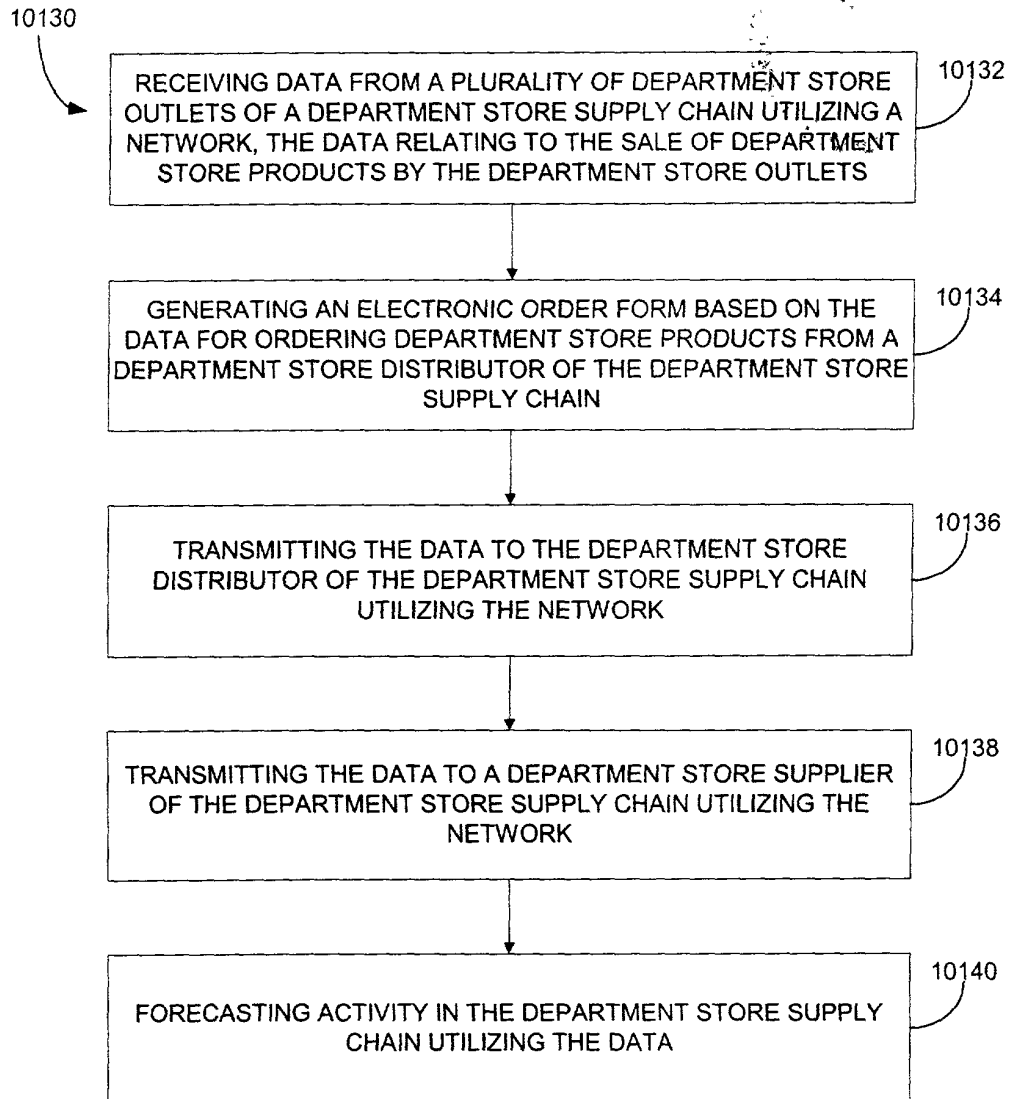 10130
10132
RECEIVING DATA FROM A PLURALITY OF DEPARTMENT STORE
OUTLETS OF A DEPARTMENT STORE SUPPLY CHAIN UTILIZING A
NETWORK, THE DATA RELATING TO THE SALE OF DEPARTMENT
STORE PRODUCTS BY THE DEPARTMENT STORE OUTLETS
10134
GENERATING AN ELECTRONIC ORDER FORM BASED ON THE
DATA FOR ORDERING DEPARTMENT STORE PRODUCTS FROM A
DEPARTMENT STORE DISTRIBUTOR OF THE DEPARTMENT STORE
SUPPLY CHAIN
10136
TRANSMITTING THE DATA TO THE DEPARTMENT STORE
DISTRIBUTOR OF THE DEPARTMENT STORE SUPPLY CHAIN
UTILIZING THE NETWORK
10138
TRANSMITTING THE DATA TO A DEPARTMENT STORE SUPPLIER
OF THE DEPARTMENT STORE SUPPLY CHAIN UTILIZING THE
NETWORK
10140
FORECASTING ACTIVITY IN THE DEPARTMENT STORE SUPPLY
CHAIN UTILIZING THE DATA